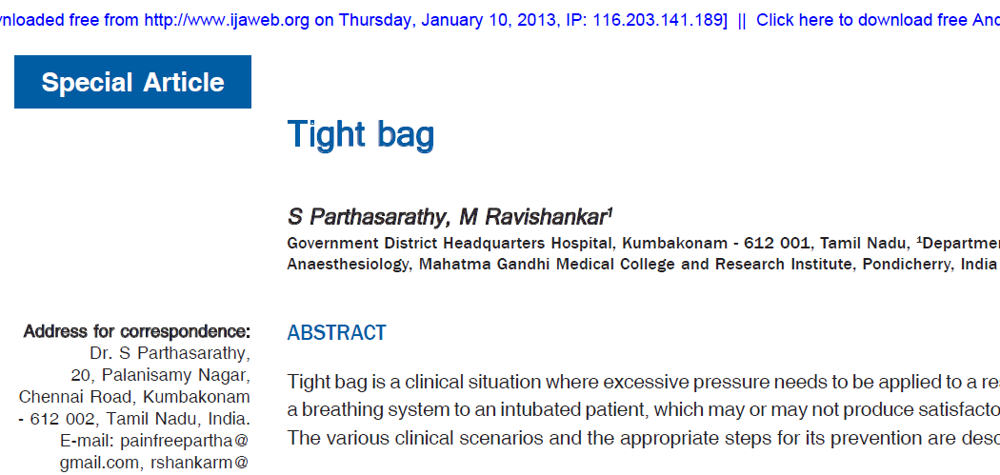 wnloaded free from http://www.ijaweb.org on Thursday, January 10, 2013, IP: 116.203.141.189] || Click here to download free And
Special Article
Tight bag
S Parthasarathy, M Ravishankar¹
Government District Headquarters Hospital, Kumbakonam - 612 001, Tamil Nadu, ¹Departmen
Anaesthesiology, Mahatma Gandhi Medical College and Research Institute, Pondicherry, India
Address for correspondence:
Dr. S Parthasarathy,
20, Palanisamy Nagar,
Chennai Road, Kumbakonam
- 612 002, Tamil Nadu, India.
E-mail: painfreepartha@
gmail.com, rshankarm@
ABSTRACT
Tight bag is a clinical situation where excessive pressure needs to be applied to a re
a breathing system to an intubated patient, which may or may not produce satisfacto
The various clinical scenarios and the appropriate steps for its prevention are desc